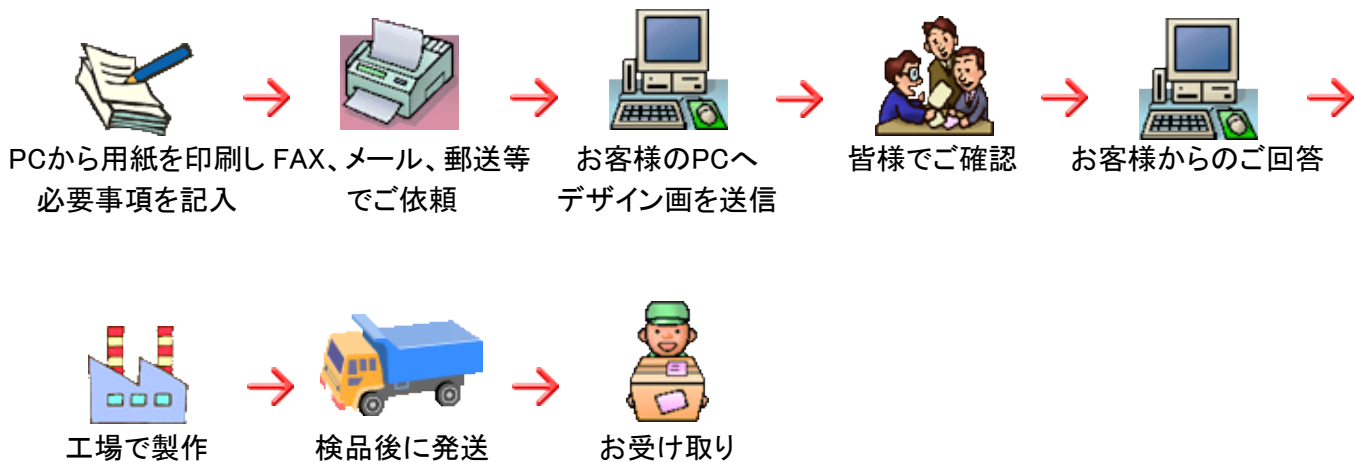 PCから用紙を印刷し
必要事項を記入
FAX、メール、郵送等
でご依頼
お客様のPCへ
デザイン画を送信
皆様でご確認
お客様からのご回答
工場で製作
検品後に発送
お受け取り